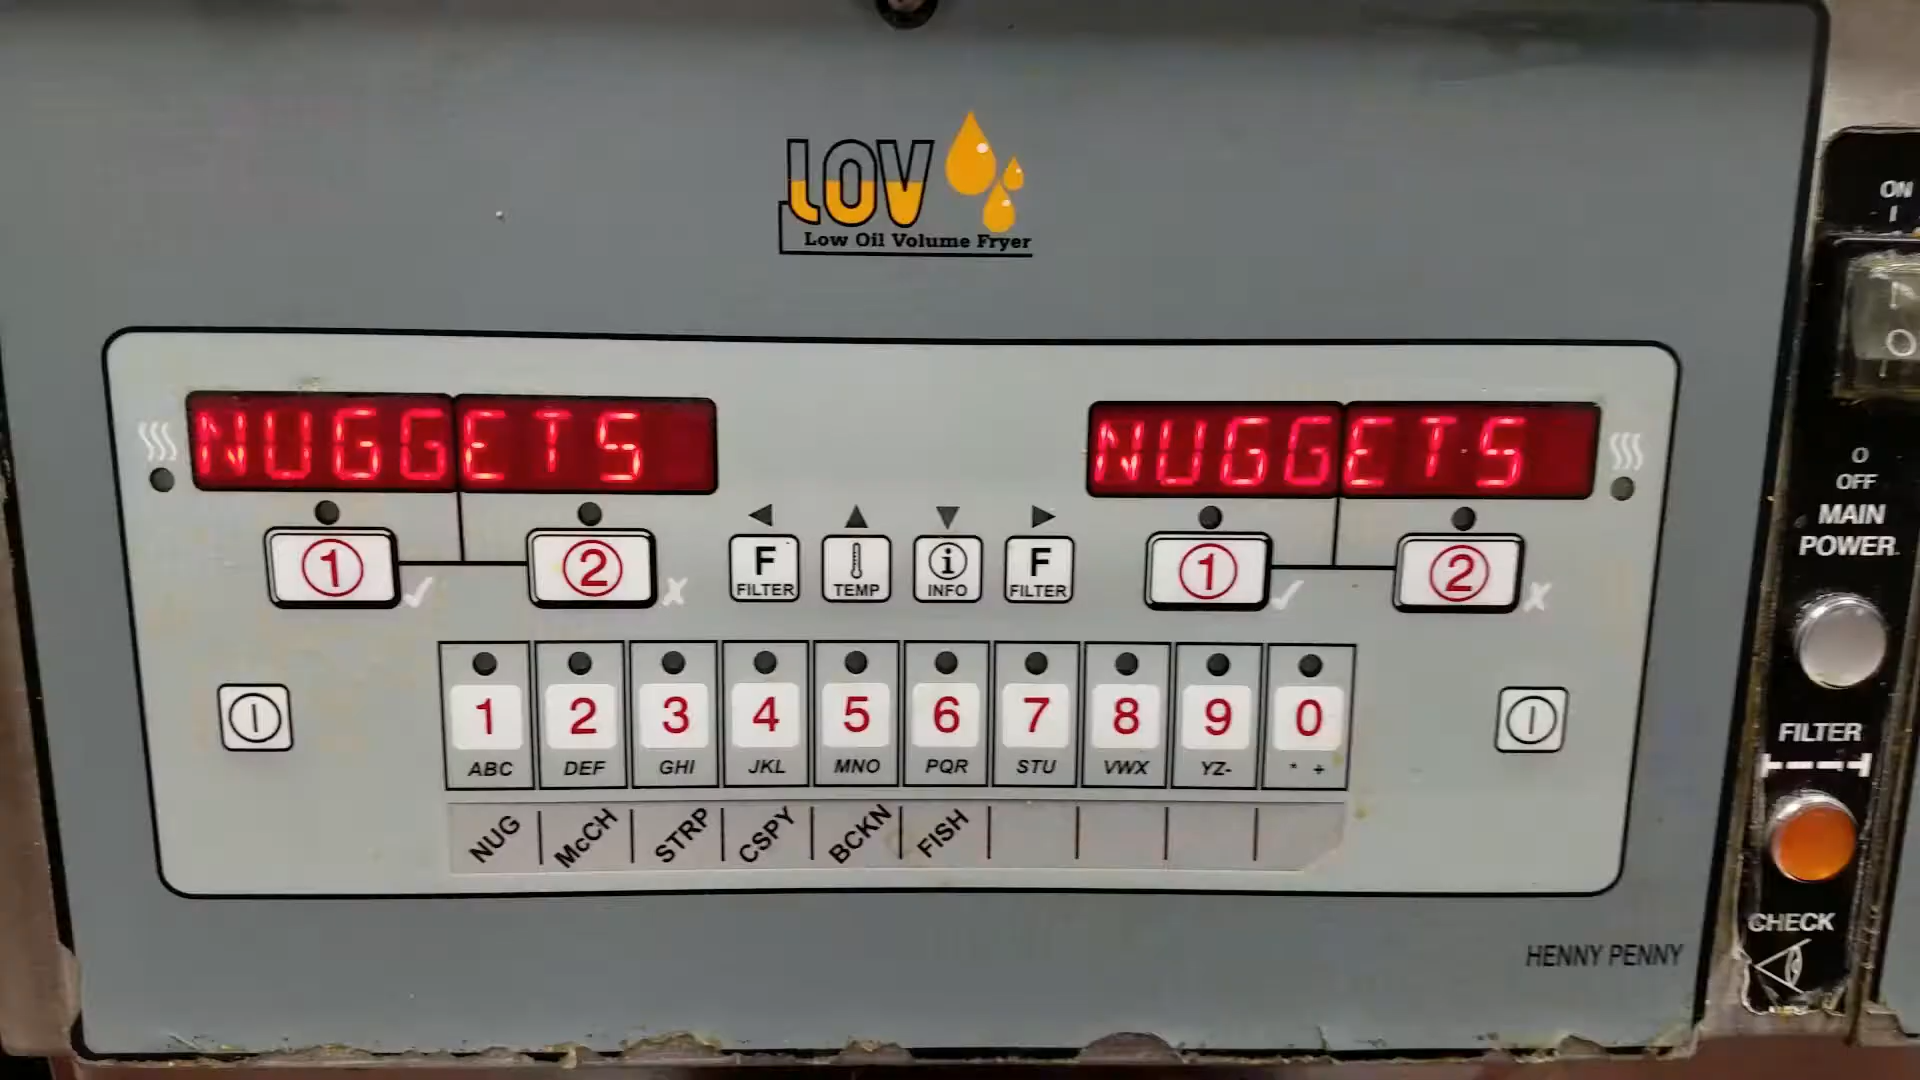 LOV
Low Oil Volume Fryer
NUGGETS NUGGETS
1 2 F FILTER TEMP i INFO F FILTER 1 2
1 2 3 4 5 6 7 8 9 0
ABC DEF GHI JKL MNO PQR STU VWX YZ- * +
NUG McCH STRP CSPY BCKN FISH
HENNY PENNY
ON
I
O
O
OFF
MAIN
POWER
FILTER
CHECK